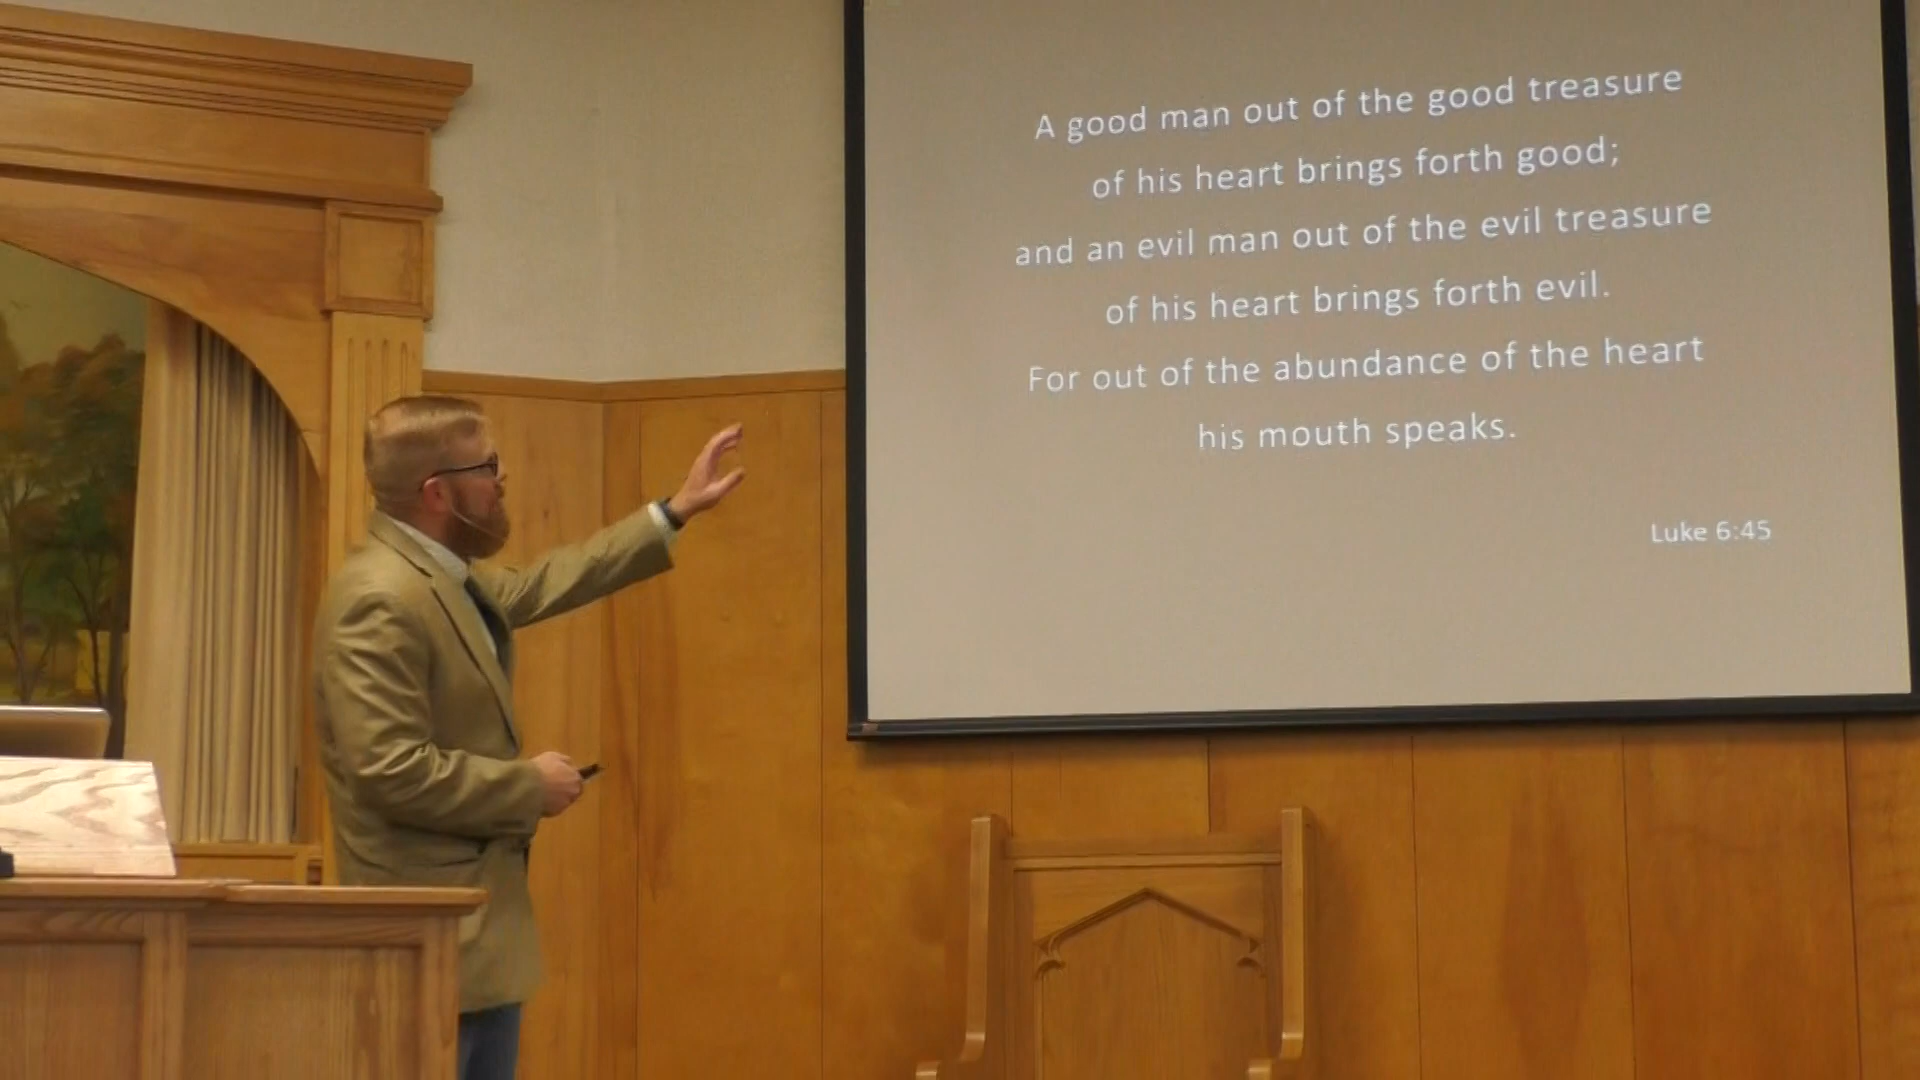 A good man out of the good treasure
of his heart brings forth good;
and an evil man out of the evil treasure
of his heart brings forth evil.
For out of the abundance of the heart
his mouth speaks.
Luke 6:45